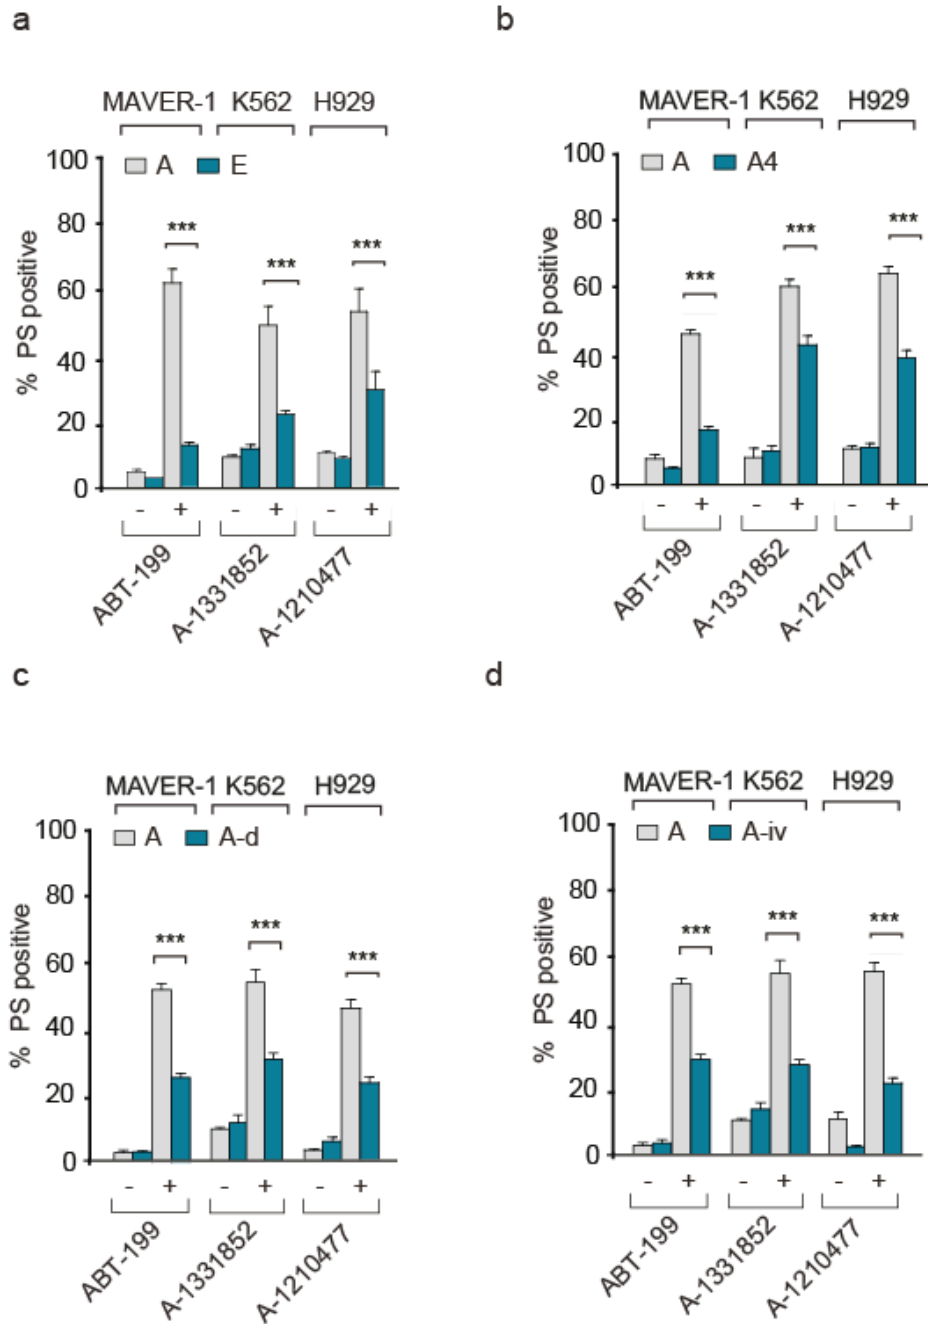 a
MAVER-1 K562 H929
A E
% PS positive
100
80
60
40
20
0
*** *** ***
- + - + - +
ABT-199 A-1331852 A-1210477
b
MAVER-1 K562 H929
A A4
% PS positive
100
80
60
40
20
0
*** *** ***
- + - + - +
ABT-199 A-1331852 A-1210477
c
MAVER-1 K562 H929
A A-d
% PS positive
100
80
60
40
20
0
*** *** ***
- + - + - +
ABT-199 A-1331852 A-1210477
d
MAVER-1 K562 H929
A A-iv
% PS positive
100
80
60
40
20
0
*** *** ***
- + - + - +
ABT-199 A-1331852 A-1210477